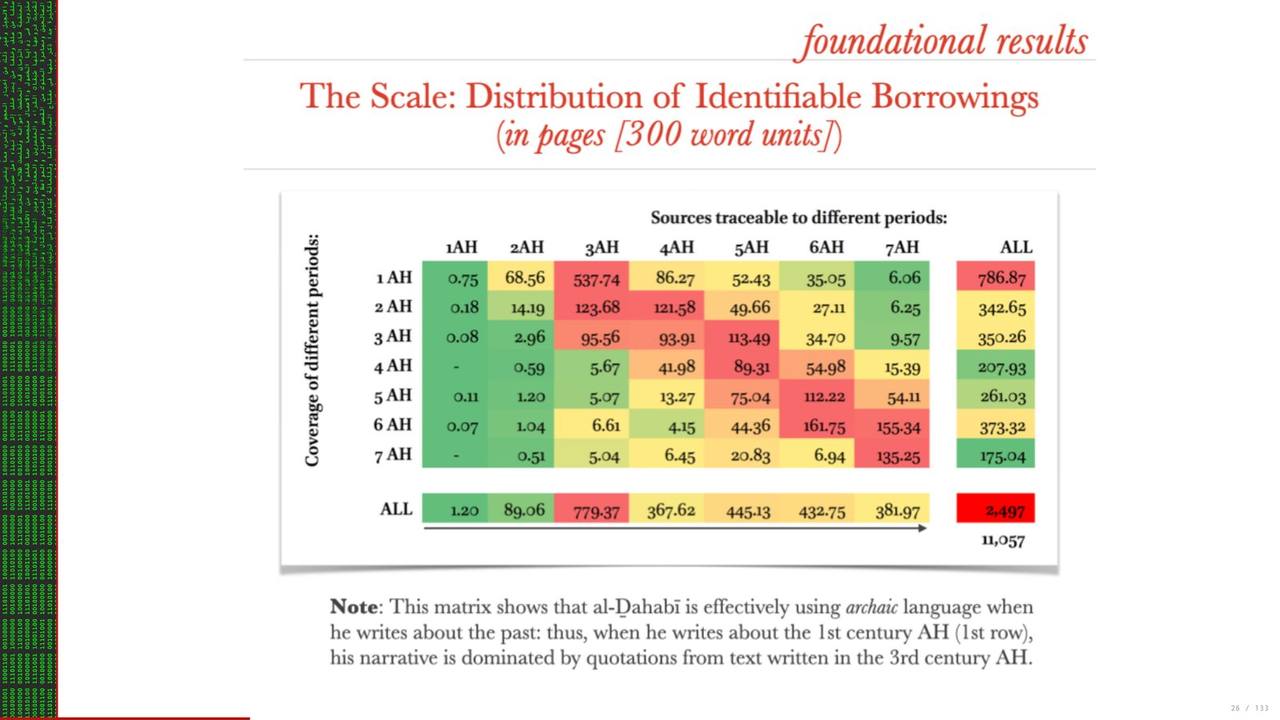 foundational results
The Scale: Distribution of Identifiable Borrowings
(in pages [300 word units])
Sources traceable to different periods:
Coverage of different periods:
1AH 2AH 3AH 4AH 5AH 6AH 7AH ALL
1 AH 0.75 68.56 537.74 86.27 52.43 35.05 6.06 786.87
2 AH 0.18 14.19 123.68 121.58 49.66 27.11 6.25 342.65
3 AH 0.08 2.96 95.56 93.91 113.49 34.70 9.57 350.26
4 AH - 0.59 5.67 41.98 89.31 54.98 15.39 207.93
5 AH 0.11 1.20 5.07 13.27 75.04 112.22 54.11 261.03
6 AH 0.07 1.04 6.61 4.15 44.36 161.75 155.34 373.32
7 AH - 0.51 5.04 6.45 20.83 6.94 135.25 175.04
ALL 1.20 89.06 779.37 367.62 445.13 432.75 381.97 2,497
11,057
Note: This matrix shows that al-Ḏahabī is effectively using archaic language when
he writes about the past: thus, when he writes about the 1st century AH (1st row),
his narrative is dominated by quotations from text written in the 3rd century AH.
26 / 133